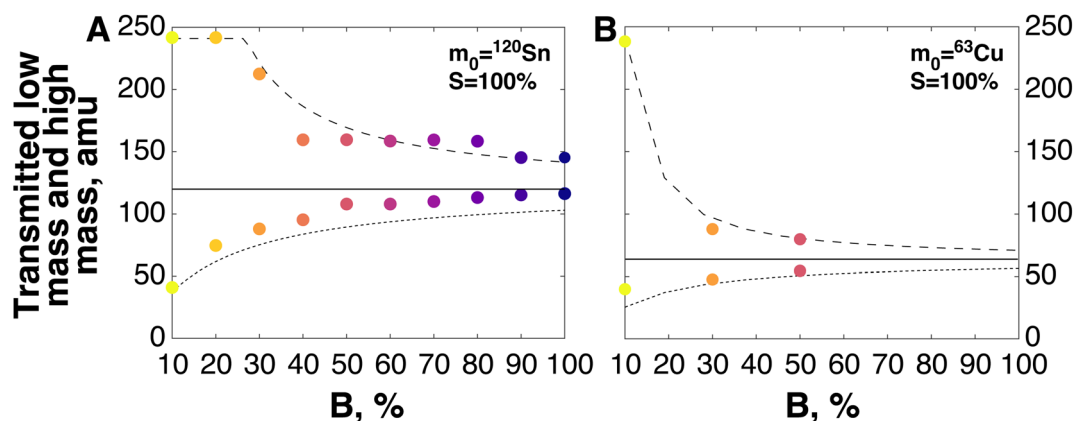 Transmitted low
mass and high
mass, amu
A
m₀=¹²⁰Sn
S=100%
250
200
150
100
50
0
10 20 30 40 50 60 70 80 90 100
B, %
B
m₀=⁶³Cu
S=100%
250
200
150
100
50
0
10 20 30 40 50 60 70 80 90 100
B, %